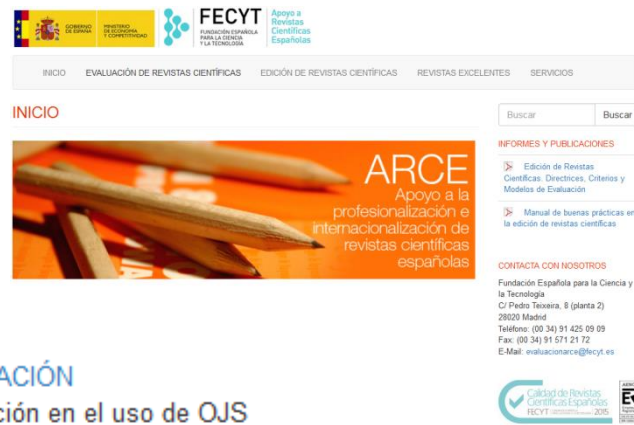 GOBIERNO
DE ESPAÑA
MINISTERIO
DE ECONOMÍA
Y COMPETITIVIDAD
FECYT
FUNDACIÓN ESPAÑOLA
PARA LA CIENCIA
Y LA TECNOLOGÍA
Apoyo a
Revistas
Científicas
Españolas
INICIO EVALUACIÓN DE REVISTAS CIENTÍFICAS EDICIÓN DE REVISTAS CIENTÍFICAS REVISTAS EXCELENTES SERVICIOS
INICIO
ARCE
Apoyo a la
profesionalización e
internacionalización de
revistas científicas
españolas
Buscar Buscar
INFORMES Y PUBLICACIONES
Edición de Revistas
Científicas. Directrices, Criterios y
Modelos de Evaluación
Manual de buenas prácticas en
la edición de revistas científicas
CONTACTA CON NOSOTROS
Fundación Española para la Ciencia y
la Tecnología
C/ Pedro Teixeira, 8 (planta 2)
28020 Madrid
Teléfono: (00 34) 91 425 09 09
Fax: (00 34) 91 571 21 72
E-Mail: evaluacionarce@fecyt.es
Calidad de Revistas
Científicas Españolas
FECYT 2015
ACIÓN
ción en el uso de OJS